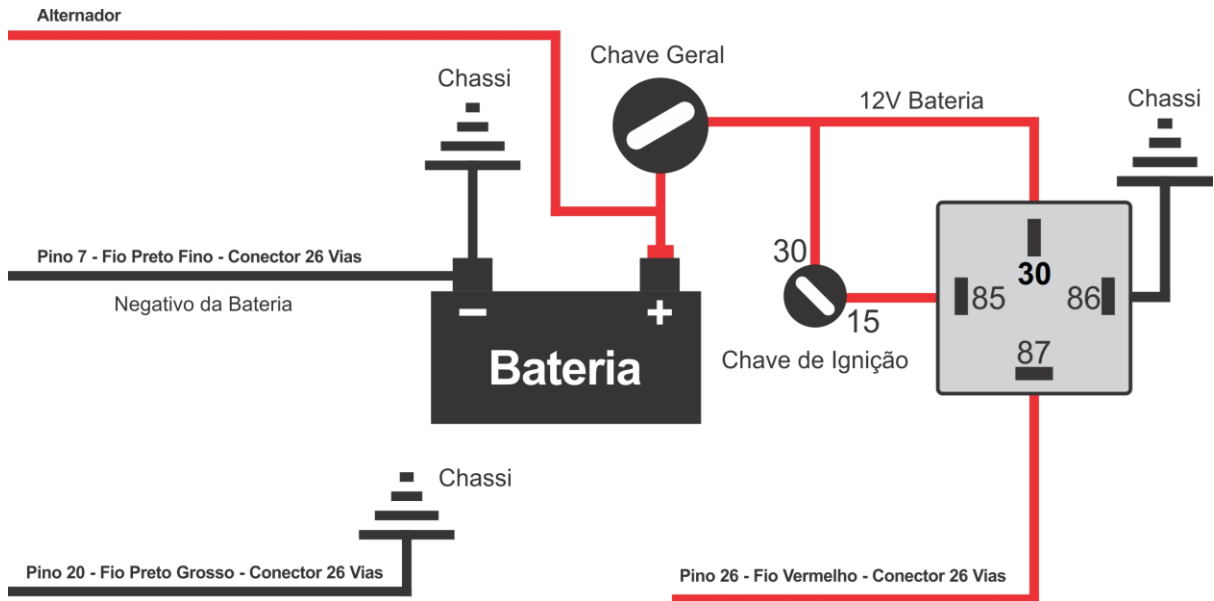 Alternador
Chave Geral
Chassi
12V Bateria
Chassi
Pino 7 - Fio Preto Fino - Conector 26 Vias
30
30
Negativo da Bateria
85
86
15
Chave de Ignição
87
Bateria
Chassi
Pino 20 - Fio Preto Grosso - Conector 26 Vias
Pino 26 - Fio Vermelho - Conector 26 Vias